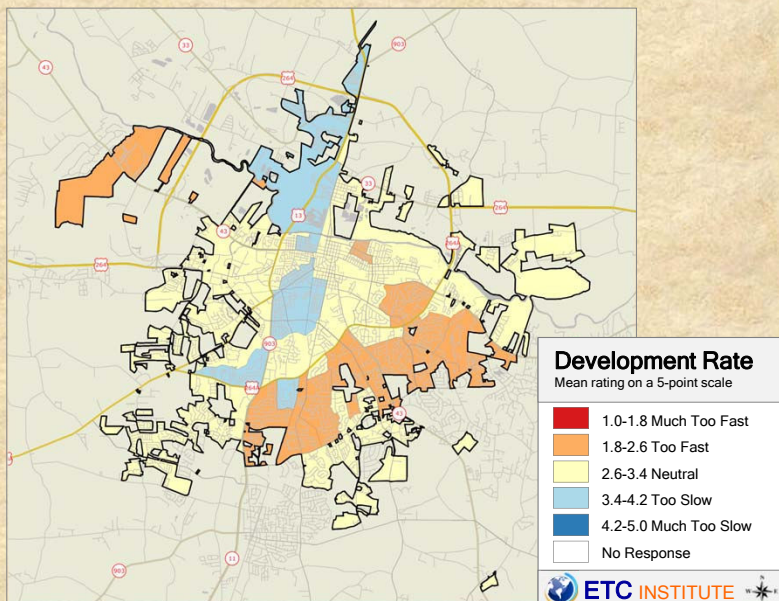 33
903
43
264
33
13
264
43
264A
264
903
264A
43
903
11
Development Rate
Mean rating on a 5-point scale
1.0-1.8 Much Too Fast
1.8-2.6 Too Fast
2.6-3.4 Neutral
3.4-4.2 Too Slow
4.2-5.0 Much Too Slow
No Response
ETC INSTITUTE